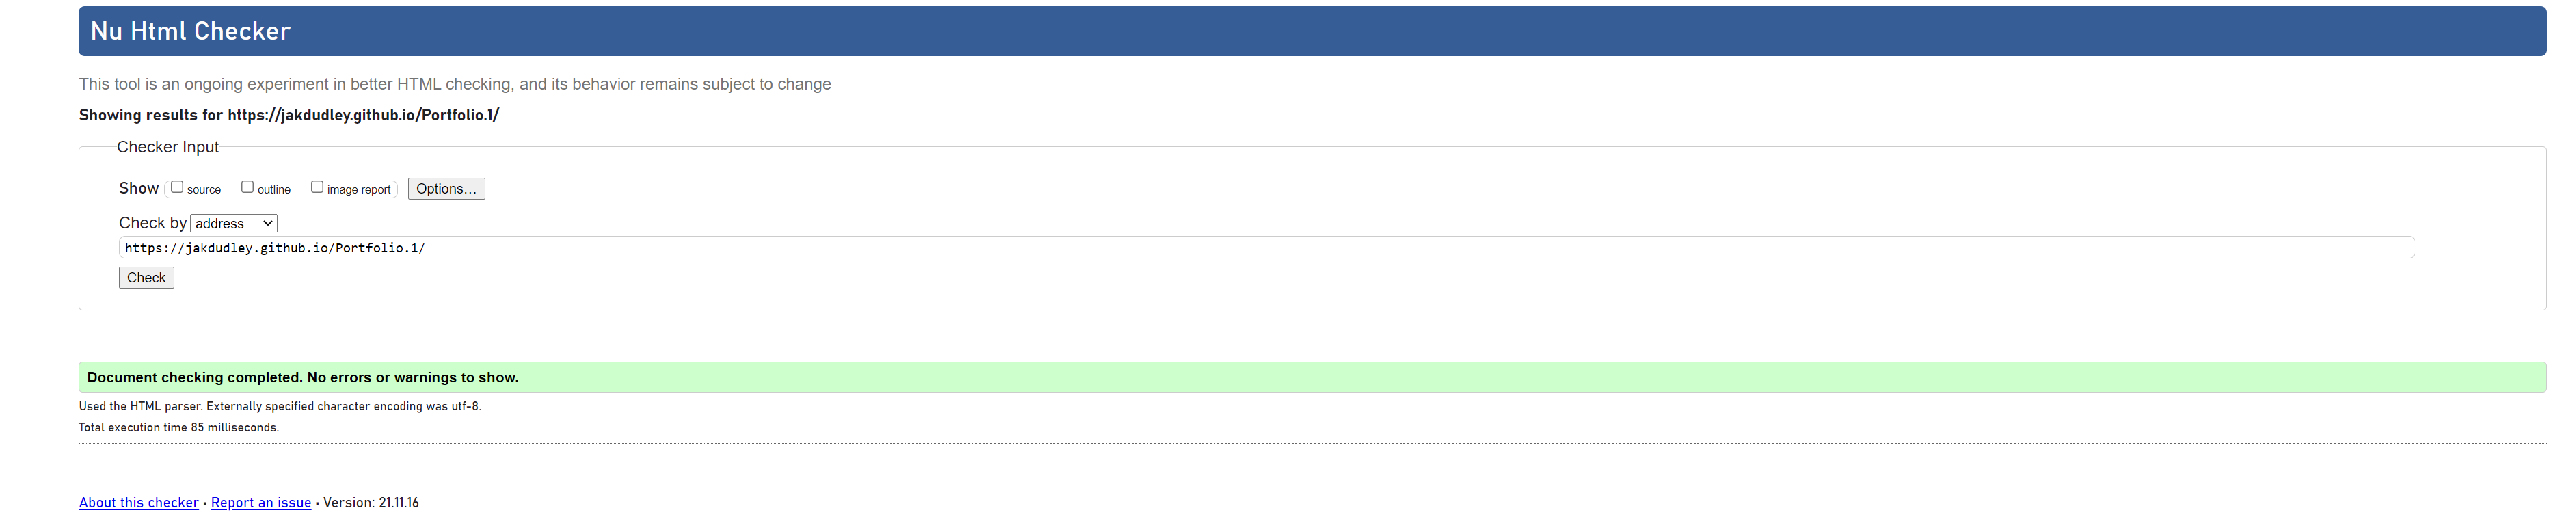 Nu Html Checker
This tool is an ongoing experiment in better HTML checking, and its behavior remains subject to change
Showing results for https://jakdudley.github.io/Portfolio.1/
Checker Input
Show source outline image report Options...
Check by address
https://jakdudley.github.io/Portfolio.1/
Check
Document checking completed. No errors or warnings to show.
Used the HTML parser. Externally specified character encoding was utf-8.
Total execution time 85 milliseconds.
About this checker • Report an issue • Version: 21.11.16